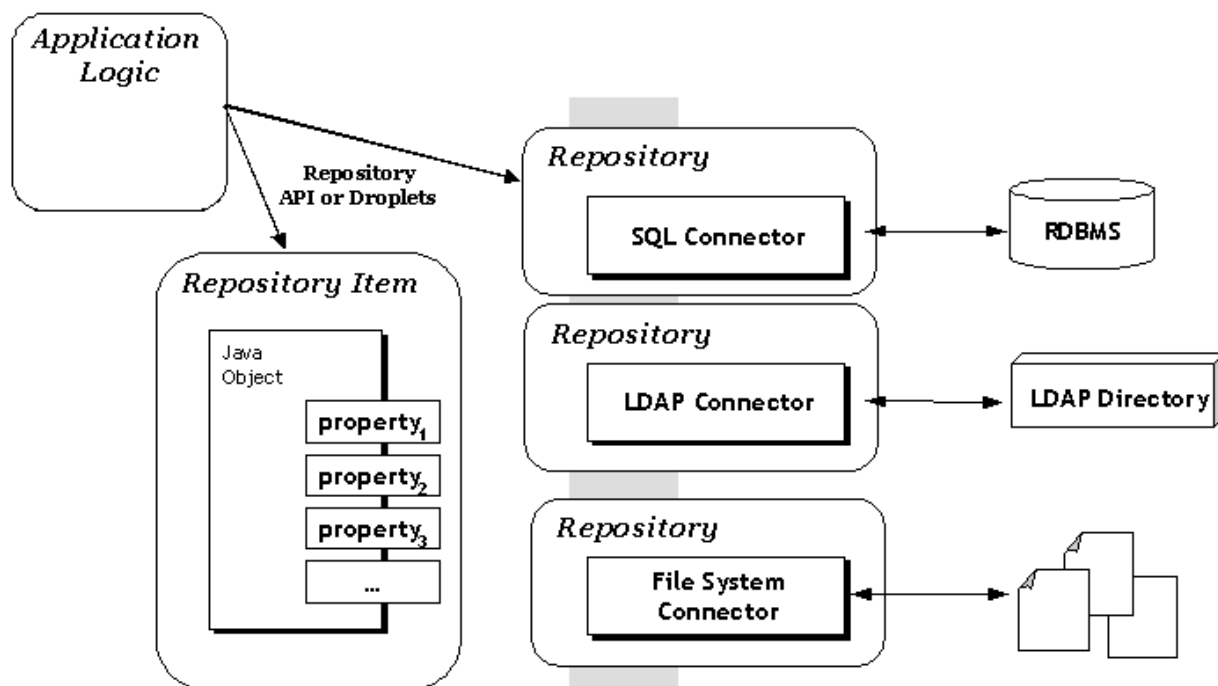 Application
Logic
Repository
API or Droplets
Repository Item
Java
Object
property1
property2
property3
...
Repository
SQL Connector
RDBMS
Repository
LDAP Connector
LDAP Directory
Repository
File System
Connector